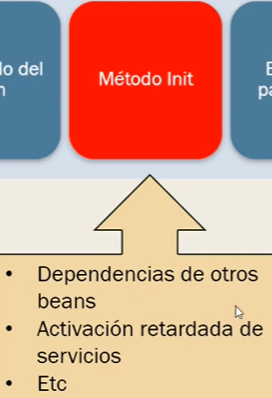 lo del
Método Init
• Dependencias de otros
beans
• Activación retardada de
servicios
• Etc